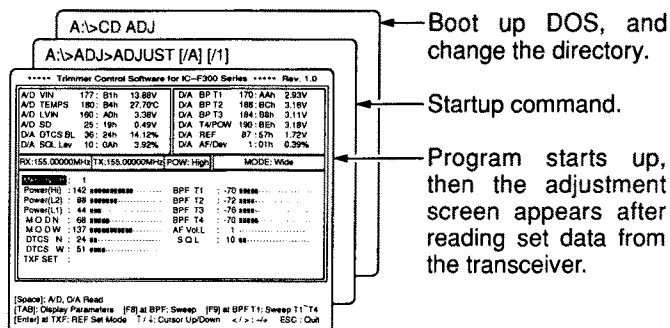 A:\>CD ADJ
A:\>ADJ>ADJUST [/A] [/1]
***** Trimmer Control Software for IC–F300 Series ***** Rev. 1.0
A/D VIN 177 : B1h 13.88V
A/D TEMPS 180 : B4h 27.70°C
A/D LVIN 160 : A0h 3.38V
A/D SD 25 : 19h 0.49V
D/A DTCS BL 36 : 24h 14.12%
D/A SQL Lev 10 : 0Ah 3.92%
D/A BP T1 170 : AAh 2.93V
D/A BP T2 188 : BCh 3.18V
D/A BP T3 184 : B8h 3.11V
D/A T4/POW 190 : BEh 3.18V
D/A REF 87 : 57h 1.72V
D/A AF/Dev 1 : 01h 0.39%
RX:155.00000MHz TX:155.00000MHz POW: High MODE: Wide
: 1
Power(Hi) : 142
Power(L2) : 88
Power(L1) : 44
M O D N : 68
M O D W : 137
DTCS N : 24
DTCS W : 51
TXF SET :
BPF T1 : -70
BPF T2 : -72
BPF T3 : -76
BPF T4 : -70
AF Vol.L : 1
S Q L : 10
[Space]: A/D, D/A Read
[TAB]: Display Parameters [F8] at BPF: Sweep [F9] at BPF T1: Sweep T1~T4
[Enter] at TXF: REF Set Mode ↑ / ↓: Cursor Up/Down < / > : –/+ ESC : Quit
Boot up DOS, and
change the directory.
Startup command.
Program starts up,
then the adjustment
screen appears after
reading set data from
the transceiver.